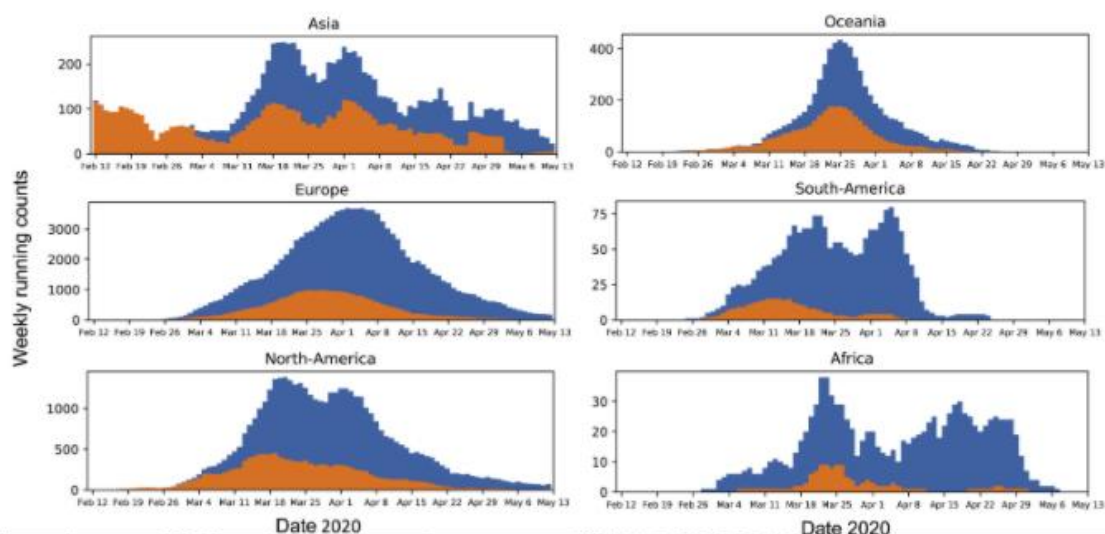 Asia
Oceania
200
100
0
Feb 12 Feb 19 Feb 26 Mar 4 Mar 11 Mar 18 Mar 25 Apr 1 Apr 8 Apr 15 Apr 22 Apr 29 May 6 May 13
400
200
0
Feb 12 Feb 19 Feb 26 Mar 4 Mar 11 Mar 18 Mar 25 Apr 1 Apr 8 Apr 15 Apr 22 Apr 29 May 6 May 13
Weekly running counts
Europe
South-America
3000
2000
1000
0
Feb 12 Feb 19 Feb 26 Mar 4 Mar 11 Mar 18 Mar 25 Apr 1 Apr 8 Apr 15 Apr 22 Apr 29 May 6 May 13
75
50
25
0
Feb 12 Feb 19 Feb 26 Mar 4 Mar 11 Mar 18 Mar 25 Apr 1 Apr 8 Apr 15 Apr 22 Apr 29 May 6 May 13
North-America
Africa
1000
500
0
Feb 12 Feb 19 Feb 26 Mar 4 Mar 11 Mar 18 Mar 25 Apr 1 Apr 8 Apr 15 Apr 22 Apr 29 May 6 May 13
30
20
10
0
Feb 12 Feb 19 Feb 26 Mar 4 Mar 11 Mar 18 Mar 25 Apr 1 Apr 8 Apr 15 Apr 22 Apr 29 May 6 May 13
Date 2020
Date 2020